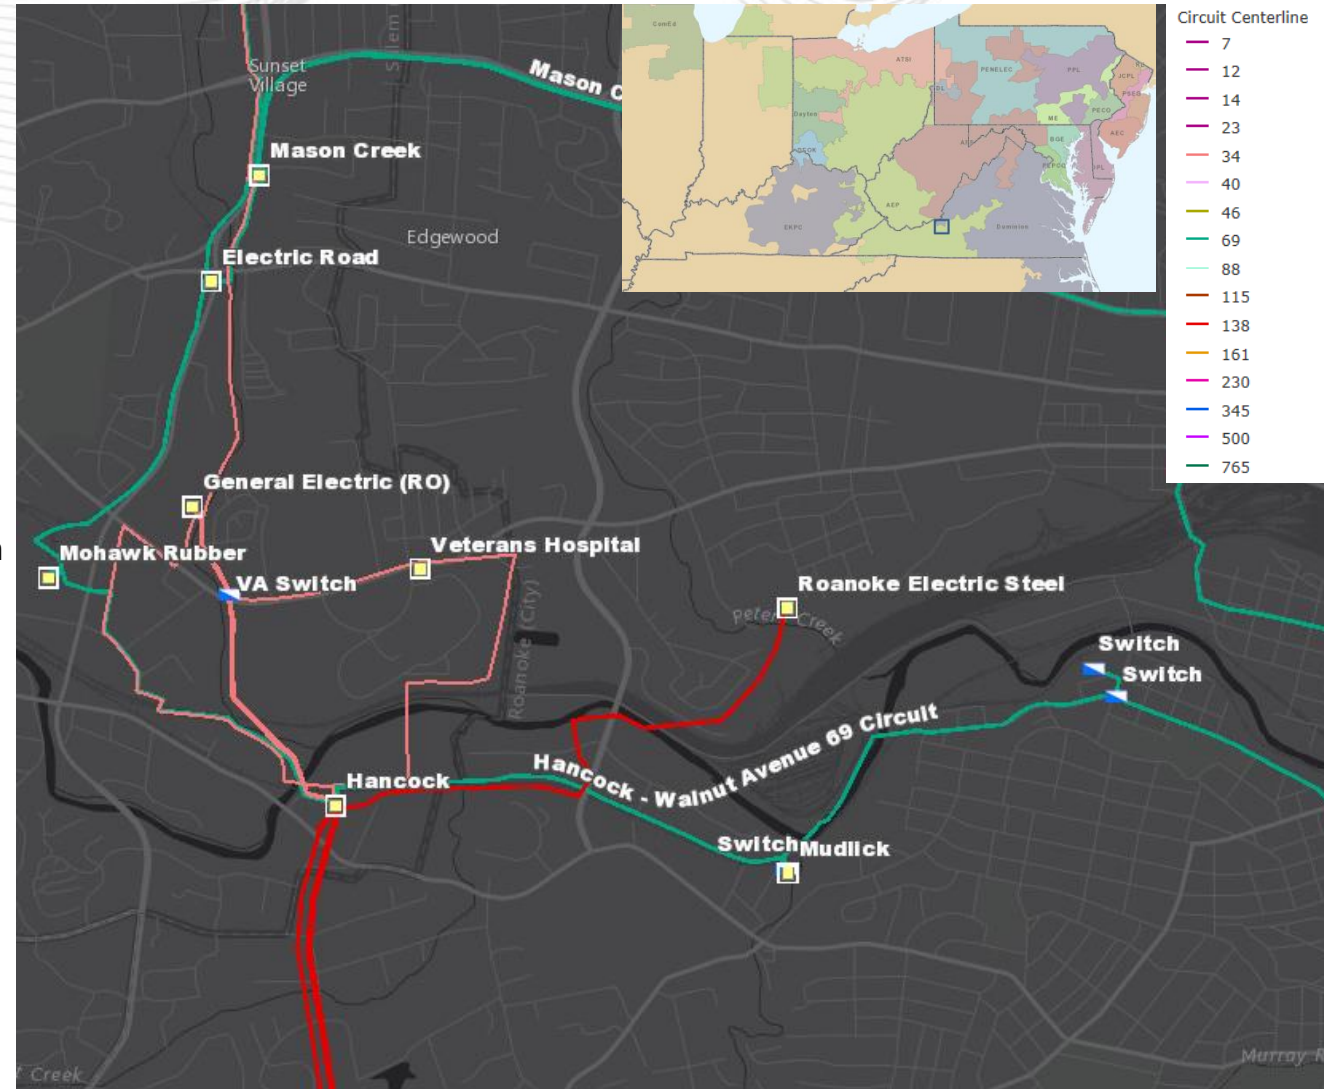 Sunset
Village
Mason C
Mason Creek
Electric Road
Edgewood
General Electric (RO)
Mohawk Rubber
VA Switch
Veterans Hospital
Roanoke (City)
Roanoke Electric Steel
Creek
Switch
Switch
Hancock - Walnut Avenue 69 Circuit
Hancock
Switch
Mudlick
Creek
Murray R
ComEd
ATSI
PENELEC
PPL
JCPL
PSEG
Dayton
ME
PECO
AEC
BGE
AEP
EKPC
Dominion
Circuit Centerline
7
12
14
23
34
40
46
69
88
115
138
161
230
345
500
765